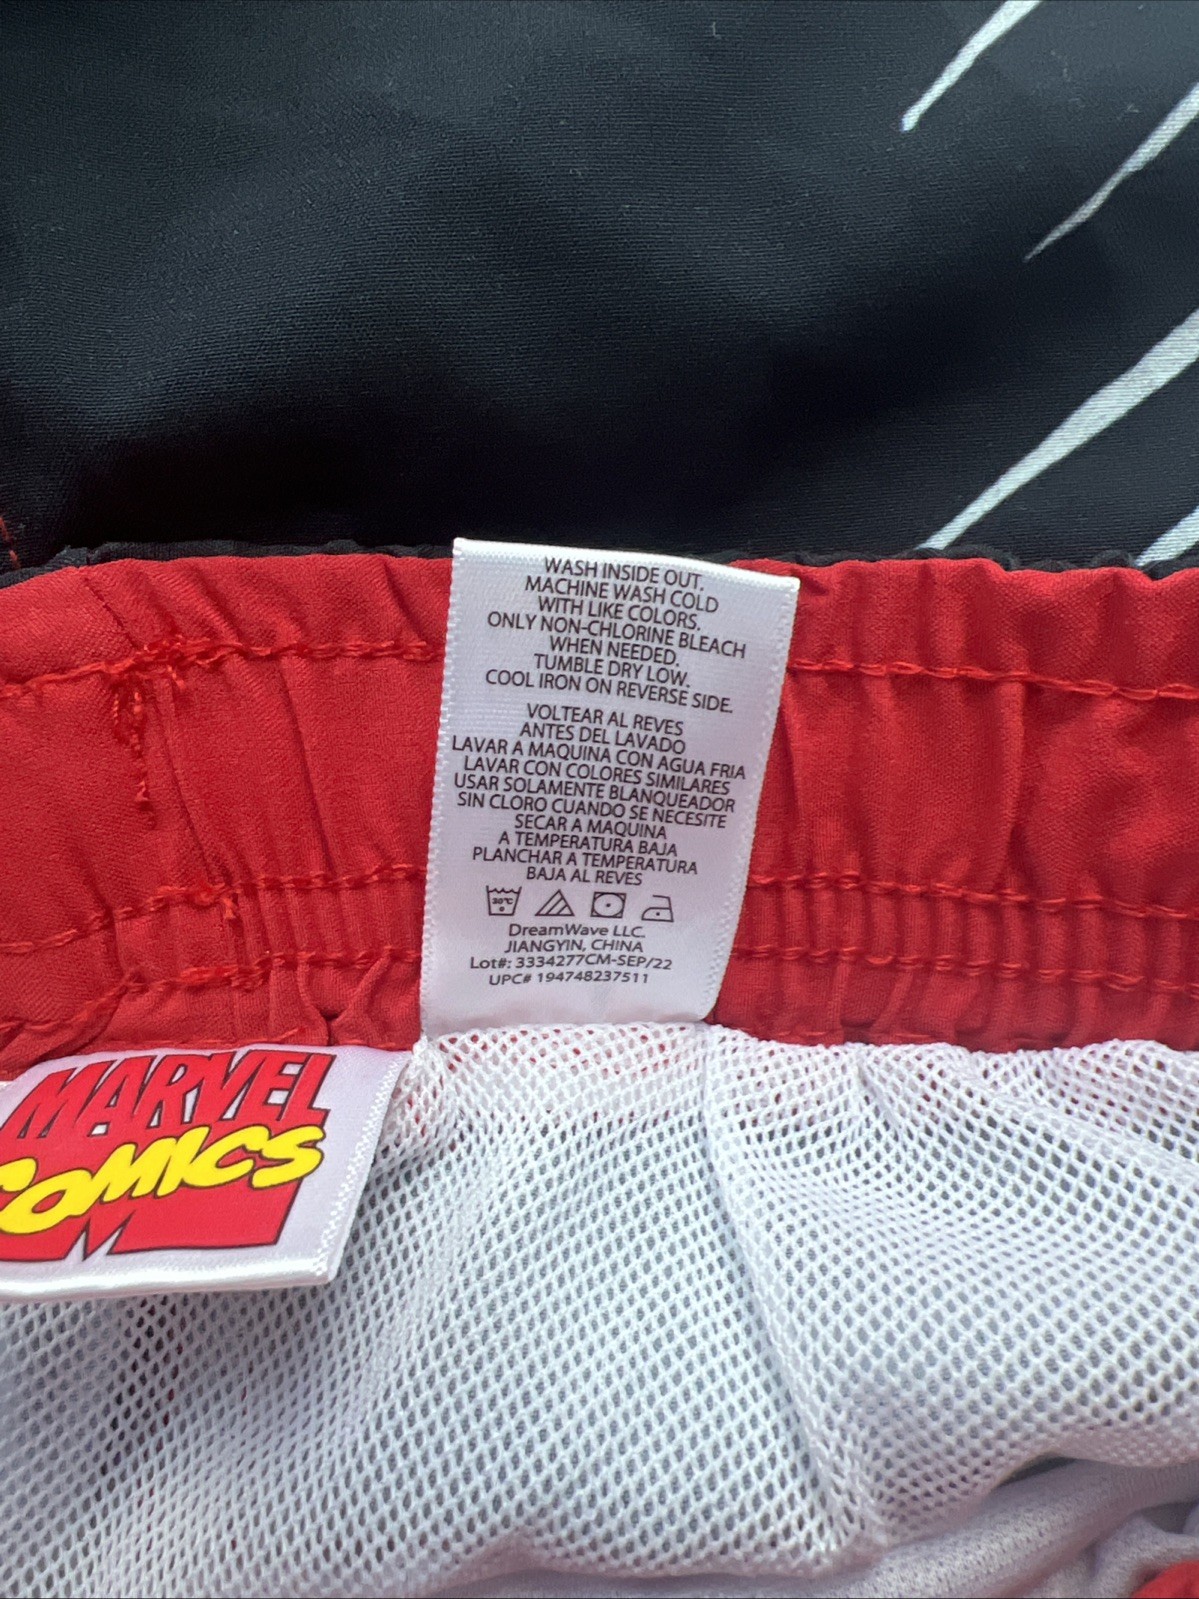 WASH INSIDE OUT.
MACHINE WASH COLD
WITH LIKE COLORS.
ONLY NON-CHLORINE BLEACH
WHEN NEEDED.
TUMBLE DRY LOW.
COOL IRON ON REVERSE SIDE.
VOLTEAR AL REVES
ANTES DEL LAVADO
LAVAR A MAQUINA CON AGUA FRIA
LAVAR CON COLORES SIMILARES
USAR SOLAMENTE BLANQUEADOR
SIN CLORO CUANDO SE NECESITE
SECAR A MAQUINA
A TEMPERATURA BAJA
PLANCHAR A TEMPERATURA
BAJA AL REVES
30°C
DreamWave LLC.
JIANGYIN, CHINA
Lot#: 3334277CM-SEP/22
UPC# 194748237511
MARVEL
COMICS
M